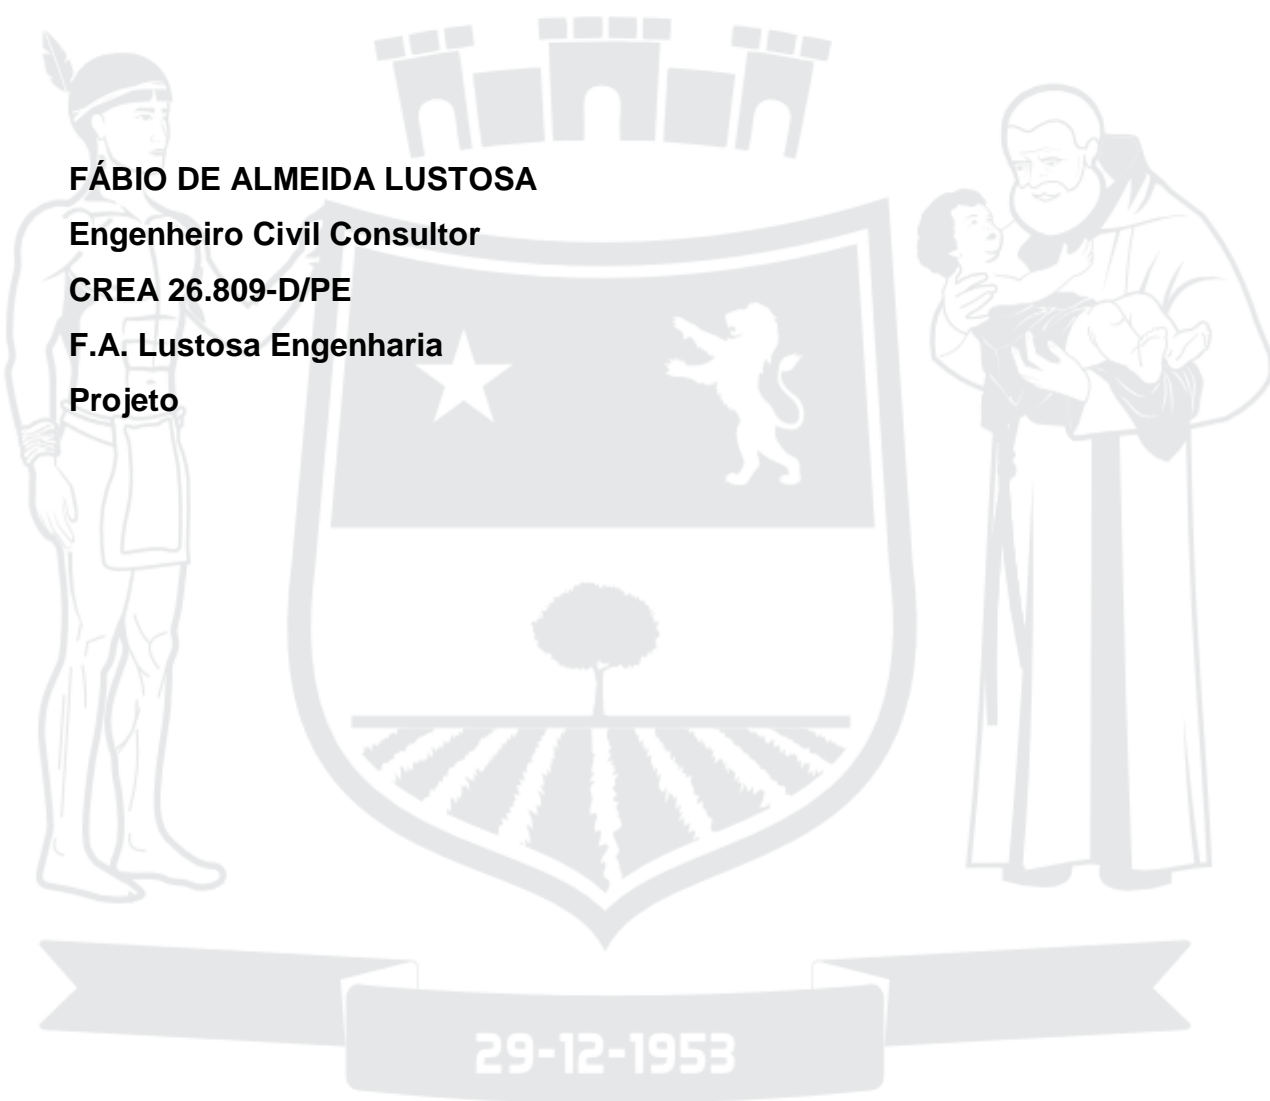 FÁBIO DE ALMEIDA LUSTOSA
Engenheiro Civil Consultor
CREA 26.809-D/PE
F.A. Lustosa Engenharia
Projeto
29-12-1953